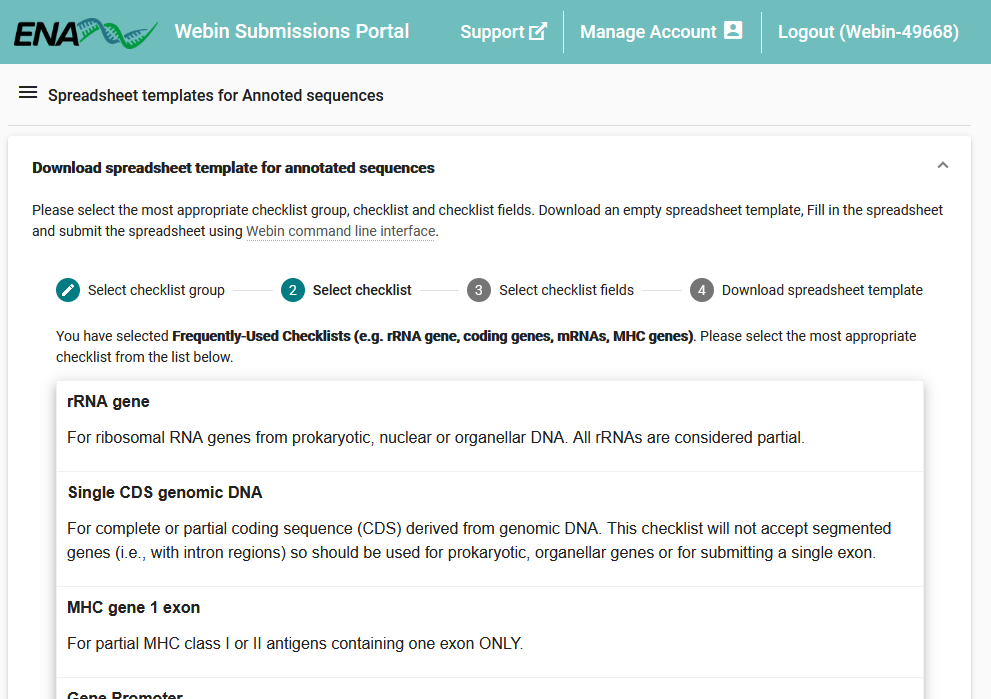 ENA Webin Submissions Portal Support Manage Account Logout (Webin-49668)
Spreadsheet templates for Annoted sequences
Download spreadsheet template for annotated sequences
Please select the most appropriate checklist group, checklist and checklist fields. Download an empty spreadsheet template, Fill in the spreadsheet
and submit the spreadsheet using Webin command line interface.
Select checklist group 2 Select checklist 3 Select checklist fields 4 Download spreadsheet template
You have selected Frequently-Used Checklists (e.g. rRNA gene, coding genes, mRNAs, MHC genes). Please select the most appropriate
checklist from the list below.
rRNA gene
For ribosomal RNA genes from prokaryotic, nuclear or organellar DNA. All rRNAs are considered partial.
Single CDS genomic DNA
For complete or partial coding sequence (CDS) derived from genomic DNA. This checklist will not accept segmented
genes (i.e., with intron regions) so should be used for prokaryotic, organellar genes or for submitting a single exon.
MHC gene 1 exon
For partial MHC class I or II antigens containing one exon ONLY.
Gene Promoter